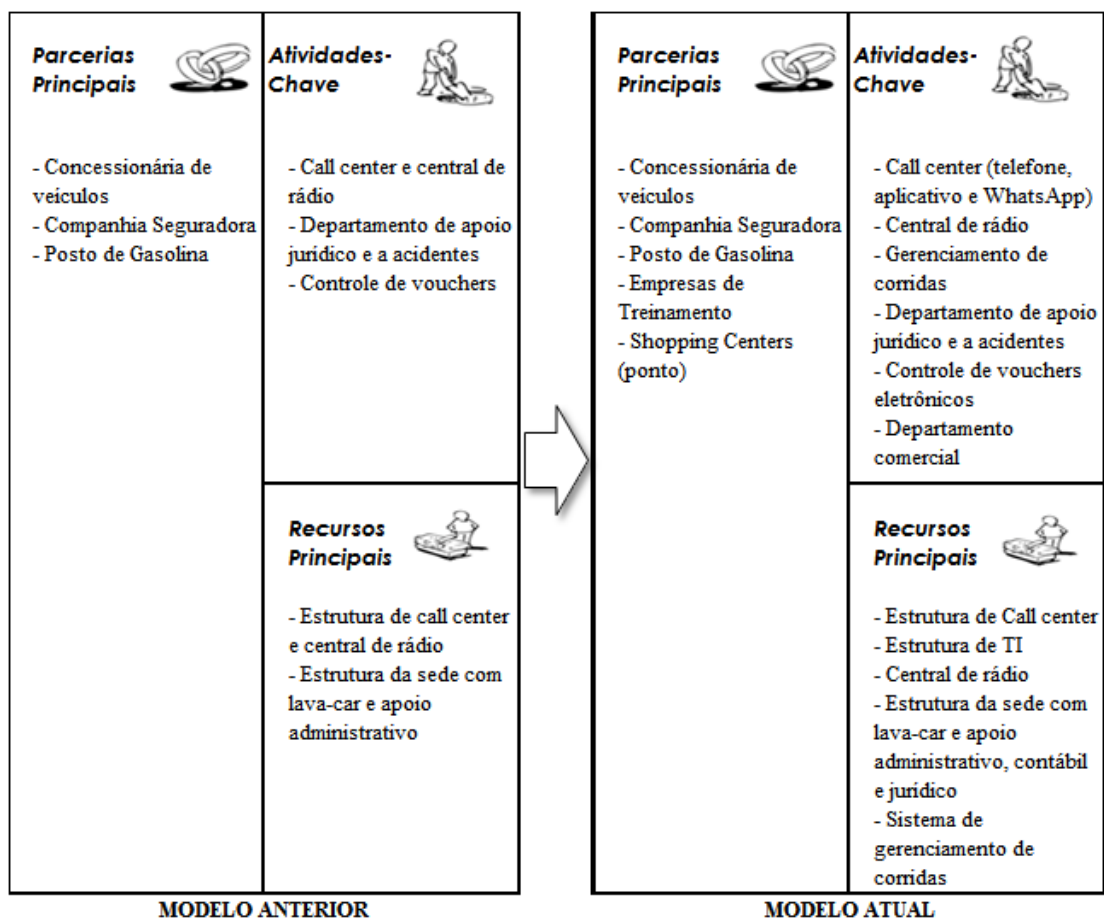 Parcerias
Principais
- Concessionária de
veículos
- Companhia Seguradora
- Posto de Gasolina
Atividades-
Chave
- Call center e central de
rádio
- Departamento de apoio
jurídico e a acidentes
- Controle de vouchers
Recursos
Principais
- Estrutura de call center
e central de rádio
- Estrutura da sede com
lava-car e apoio
administrativo
MODELO ANTERIOR
Parcerias
Principais
- Concessionária de
veículos
- Companhia Seguradora
- Posto de Gasolina
- Empresas de
Treinamento
- Shopping Centers
(ponto)
Atividades-
Chave
- Call center (telefone,
aplicativo e WhatsApp)
- Central de rádio
- Gerenciamento de
corridas
- Departamento de apoio
jurídico e a acidentes
- Controle de vouchers
eletrônicos
- Departamento
comercial
Recursos
Principais
- Estrutura de Call center
- Estrutura de TI
- Central de rádio
- Estrutura da sede com
lava-car e apoio
administrativo, contábil
e jurídico
- Sistema de
gerenciamento de
corridas
MODELO ATUAL